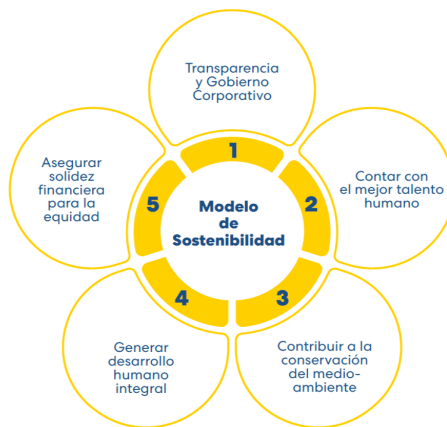 Transparencia
y Gobierno
Corporativo
1
Contar con
el mejor talento
humano
2
Contribuir a la
conservación
del medio-
ambiente
3
Generar
desarrollo
humano
integral
4
Asegurar
solidez
financiera
para la
equidad
5
Modelo
de
Sostenibilidad